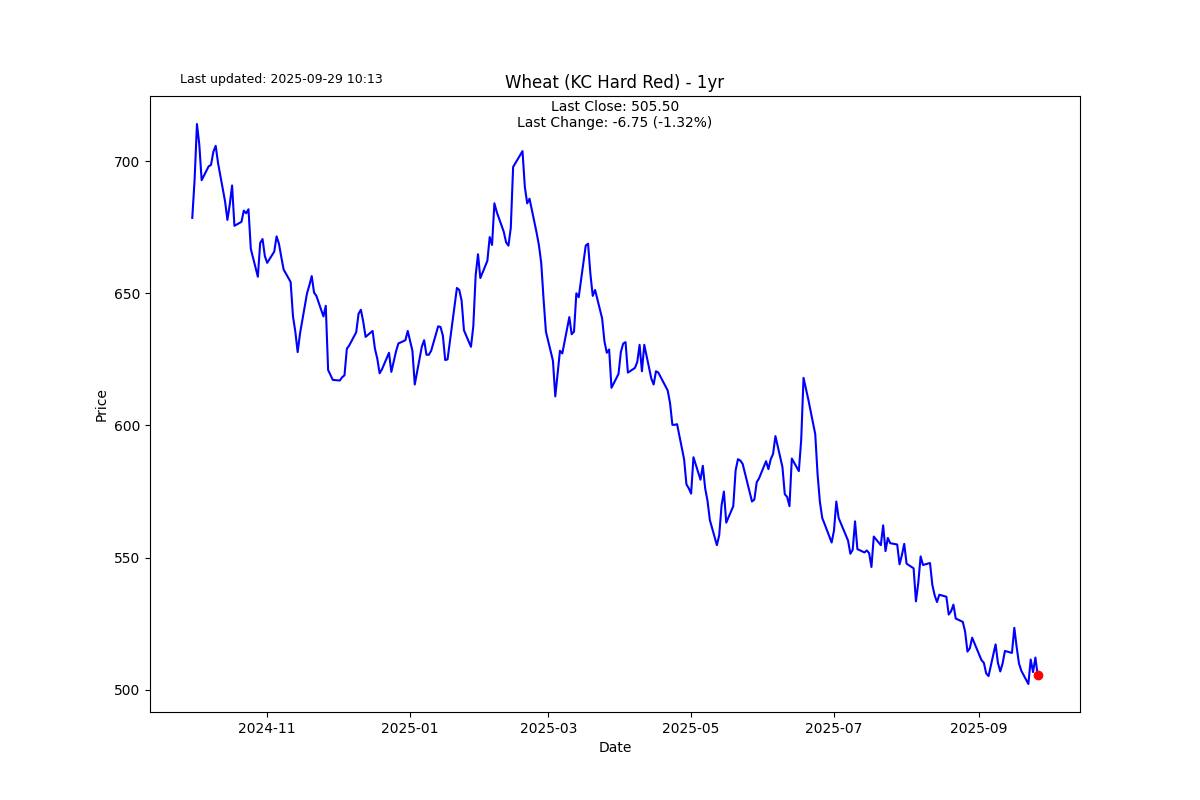 Last updated: 2025-09-29 10:13
Wheat (KC Hard Red) - 1yr
Last Close: 505.50
Last Change: -6.75 (-1.32%)
Price
700
650
600
550
500
2024-11
2025-01
2025-03
2025-05
2025-07
2025-09
Date